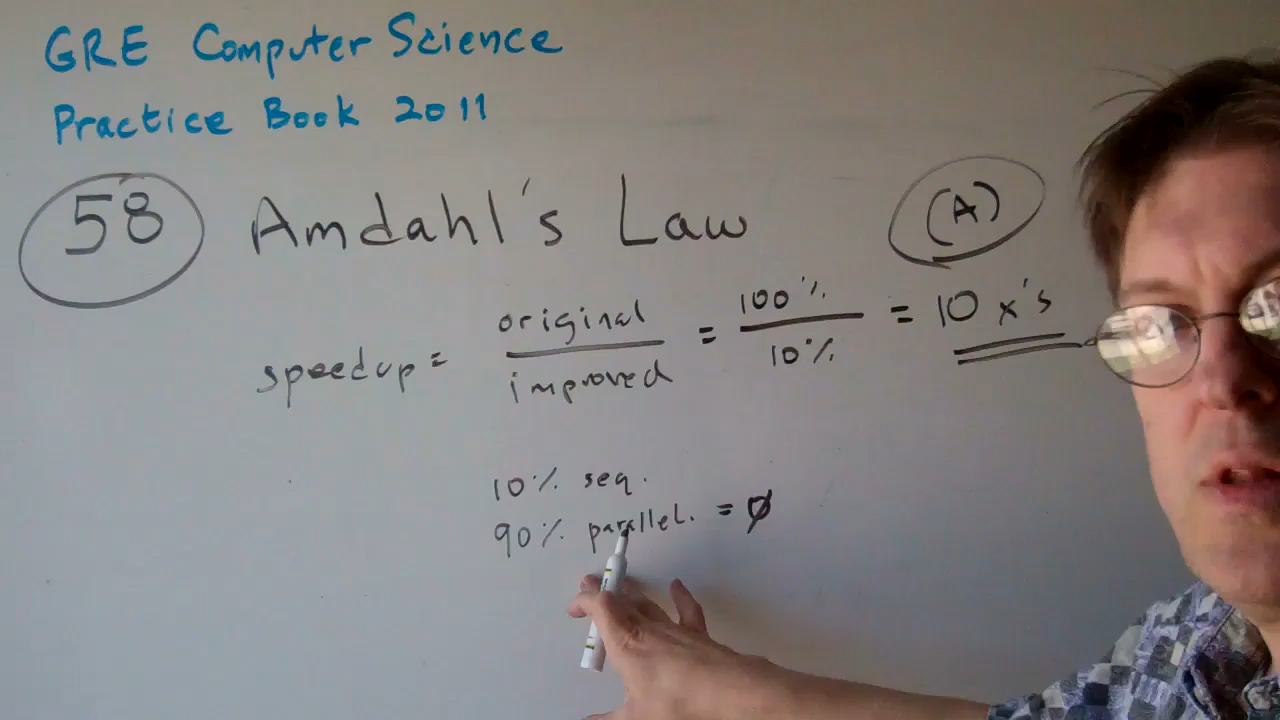 GRE Computer Science
Practice Book 2011
58 Amdahl's Law (A)
speedup = original / improved = 100% / 10% = 10 x's
10% seq.
90% parallel. = Ø